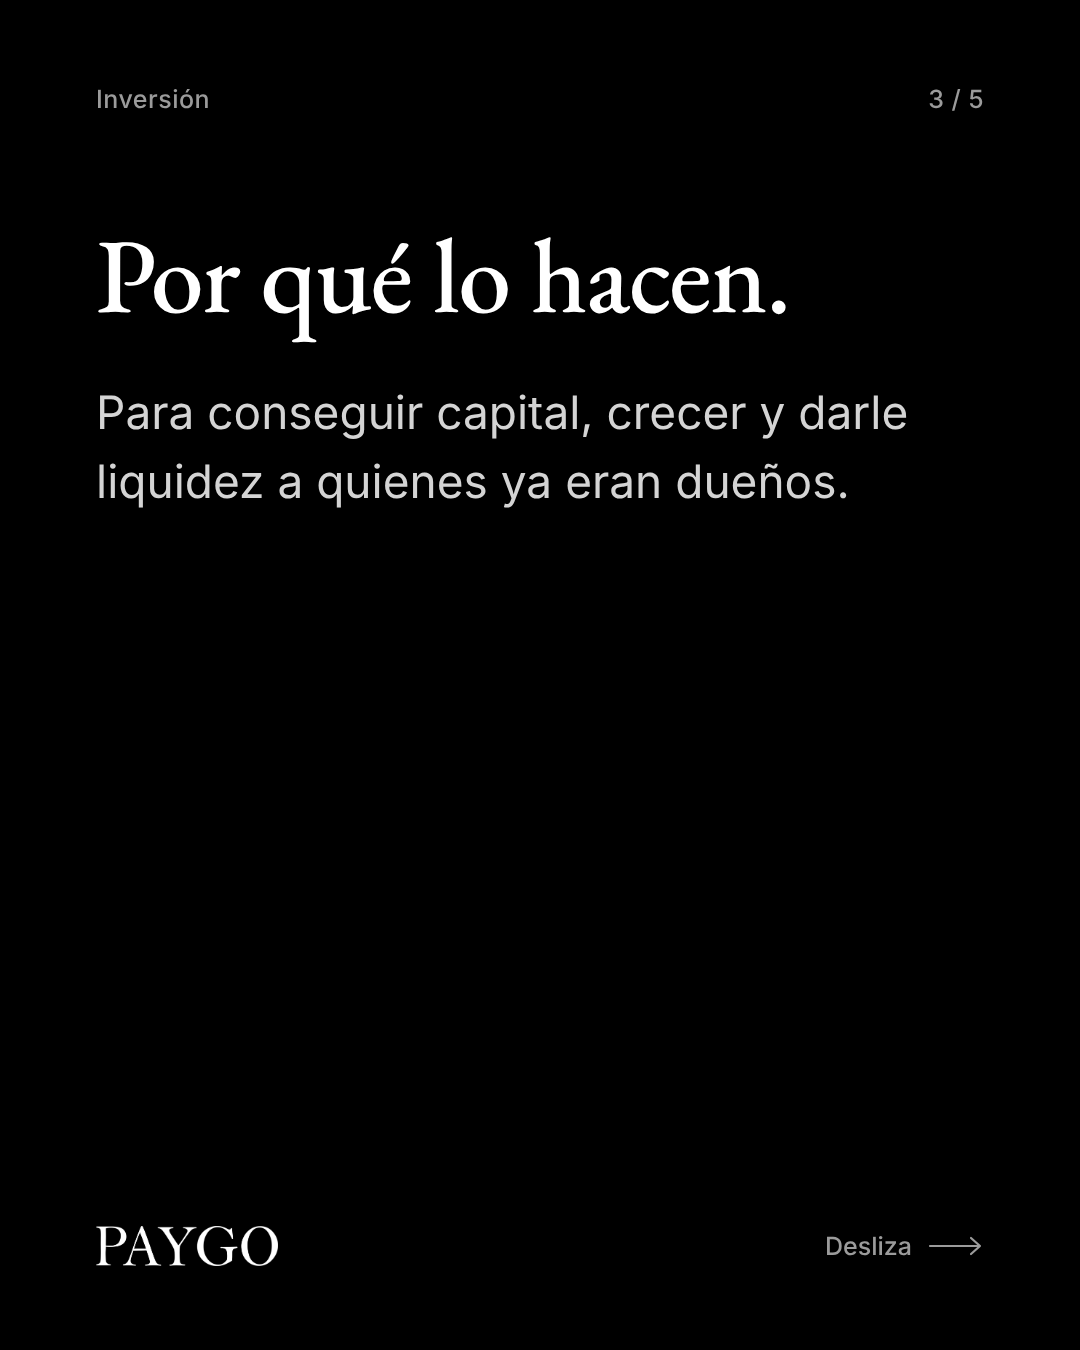 Inversión
3 / 5
Por qué lo hacen.
Para conseguir capital, crecer y darle
liquidez a quienes ya eran dueños.
PAYGO
Desliza